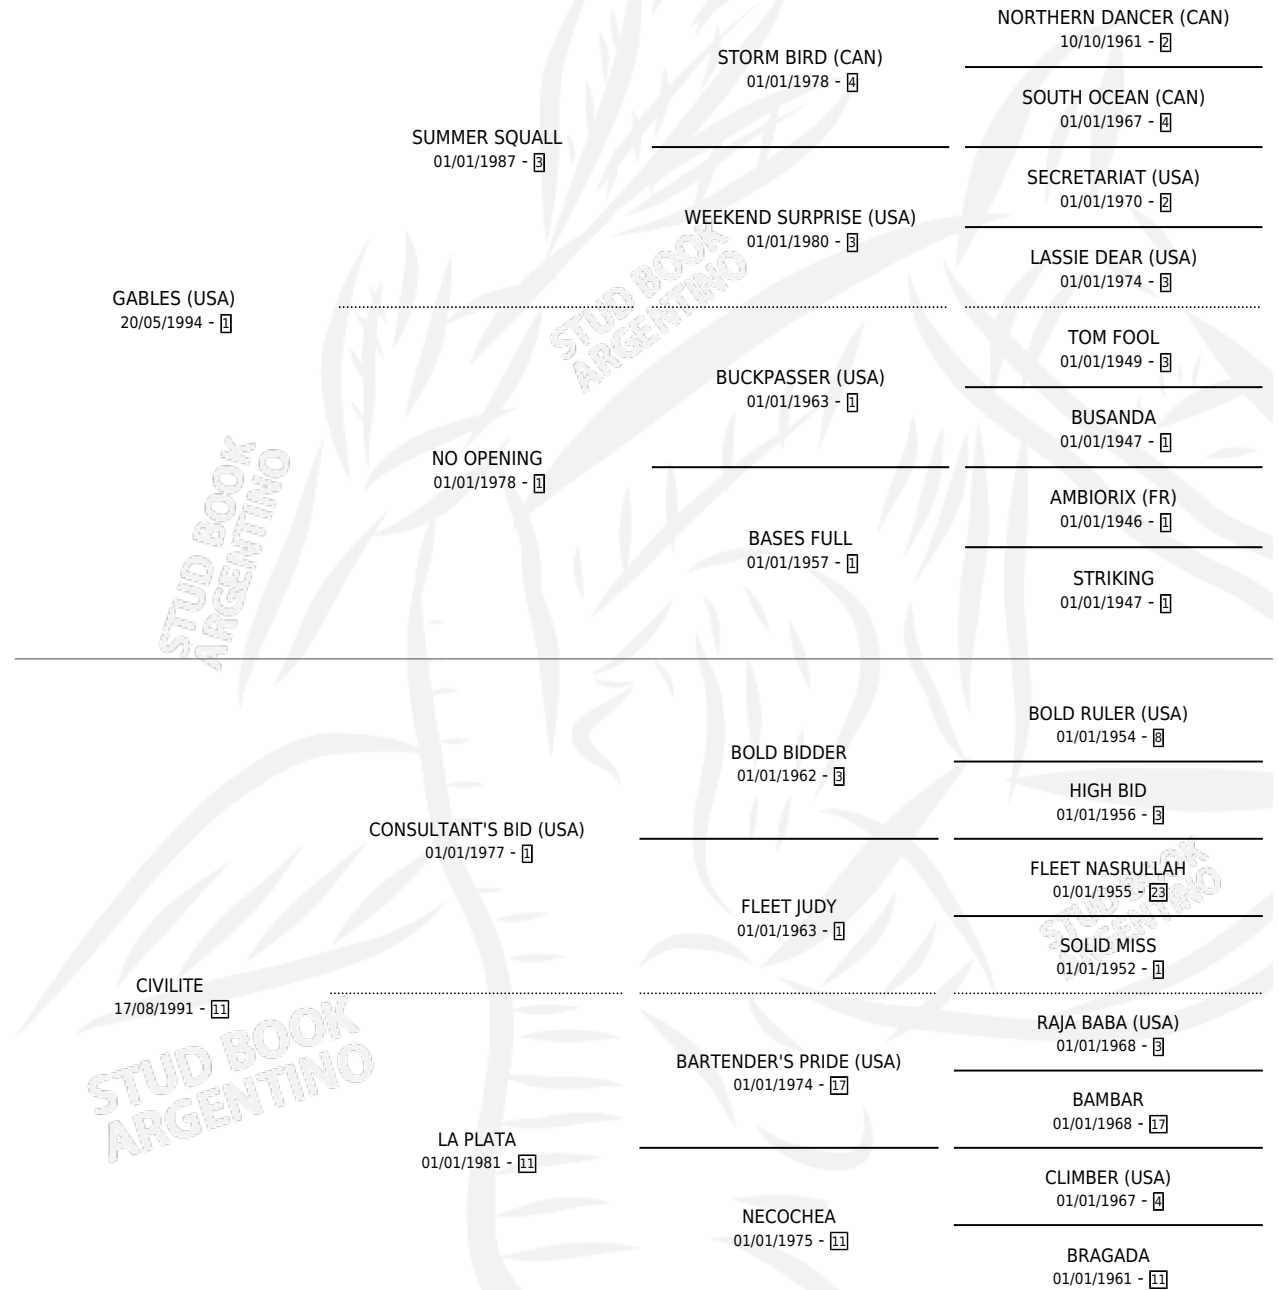 NORTHERN DANCER (CAN)
10/10/1961 - 2
STORM BIRD (CAN)
01/01/1978 - 4
SOUTH OCEAN (CAN)
01/01/1967 - 4
SUMMER SQUALL
01/01/1987 - 3
SECRETARIAT (USA)
01/01/1970 - 2
WEEKEND SURPRISE (USA)
01/01/1980 - 3
LASSIE DEAR (USA)
01/01/1974 - 3
GABLES (USA)
20/05/1994 - 1
TOM FOOL
01/01/1949 - 3
BUCKPASSER (USA)
01/01/1963 - 1
BUSANDA
01/01/1947 - 1
NO OPENING
01/01/1978 - 1
AMBIORIX (FR)
01/01/1946 - 1
BASES FULL
01/01/1957 - 1
STRIKING
01/01/1947 - 1
BOLD RULER (USA)
01/01/1954 - 8
BOLD BIDDER
01/01/1962 - 3
HIGH BID
01/01/1956 - 3
CONSULTANT'S BID (USA)
01/01/1977 - 1
FLEET NASRULLAH
01/01/1955 - 23
FLEET JUDY
01/01/1963 - 1
SOLID MISS
01/01/1952 - 1
CIVILITE
17/08/1991 - 11
RAJA BABA (USA)
01/01/1968 - 3
BARTENDER'S PRIDE (USA)
01/01/1974 - 17
BAMBAR
01/01/1968 - 17
LA PLATA
01/01/1981 - 11
CLIMBER (USA)
01/01/1967 - 4
NECOCHEA
01/01/1975 - 11
BRAGADA
01/01/1961 - 11
STUD BOOK
ARGENTINO
STUD BOOK
ARGENTINO
STUD BOOK
ARGENTINO
STUD BOOK
ARGENTINO